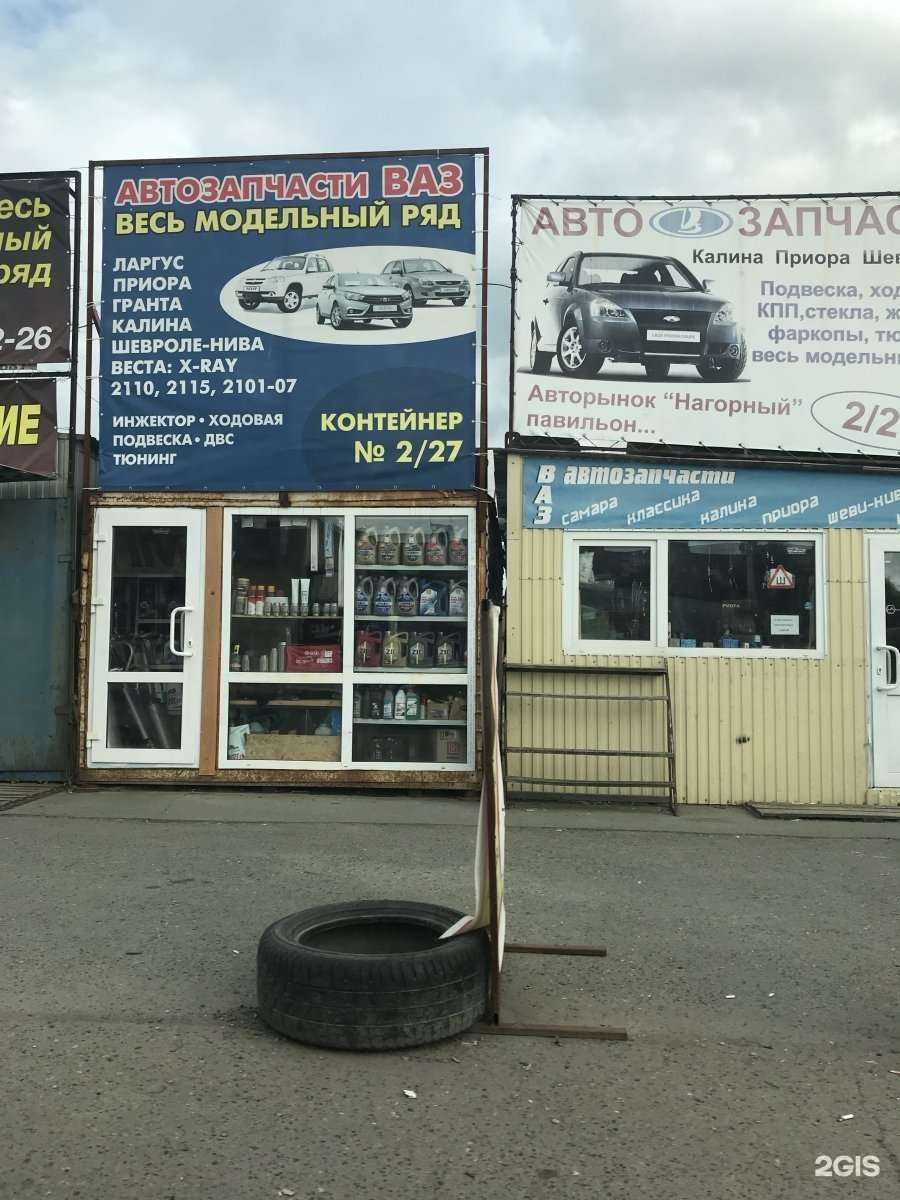 весь
ный
ряд
2-26
ИЕ
АВТОЗАПЧАСТИ ВАЗ
ВЕСЬ МОДЕЛЬНЫЙ РЯД
ЛАРГУС
ПРИОРА
ГРАНТА
КАЛИНА
ШЕВРОЛЕ-НИВА
ВЕСТА: X-RAY
2110, 2115, 2101-07
ИНЖЕКТОР • ХОДОВАЯ
ПОДВЕСКА • ДВС
ТЮНИНГ
КОНТЕЙНЕР
№ 2/27
АВТО ЗАПЧАС
Калина Приора Шев
Подвеска, ход
КПП,стекла, ж
фаркопы, тю
весь модельны
Авторынок "Нагорный"
павильон...
2/2
ВАЗ автозапчасти
самара классика калина приора шеви-нив
Ш
2GIS